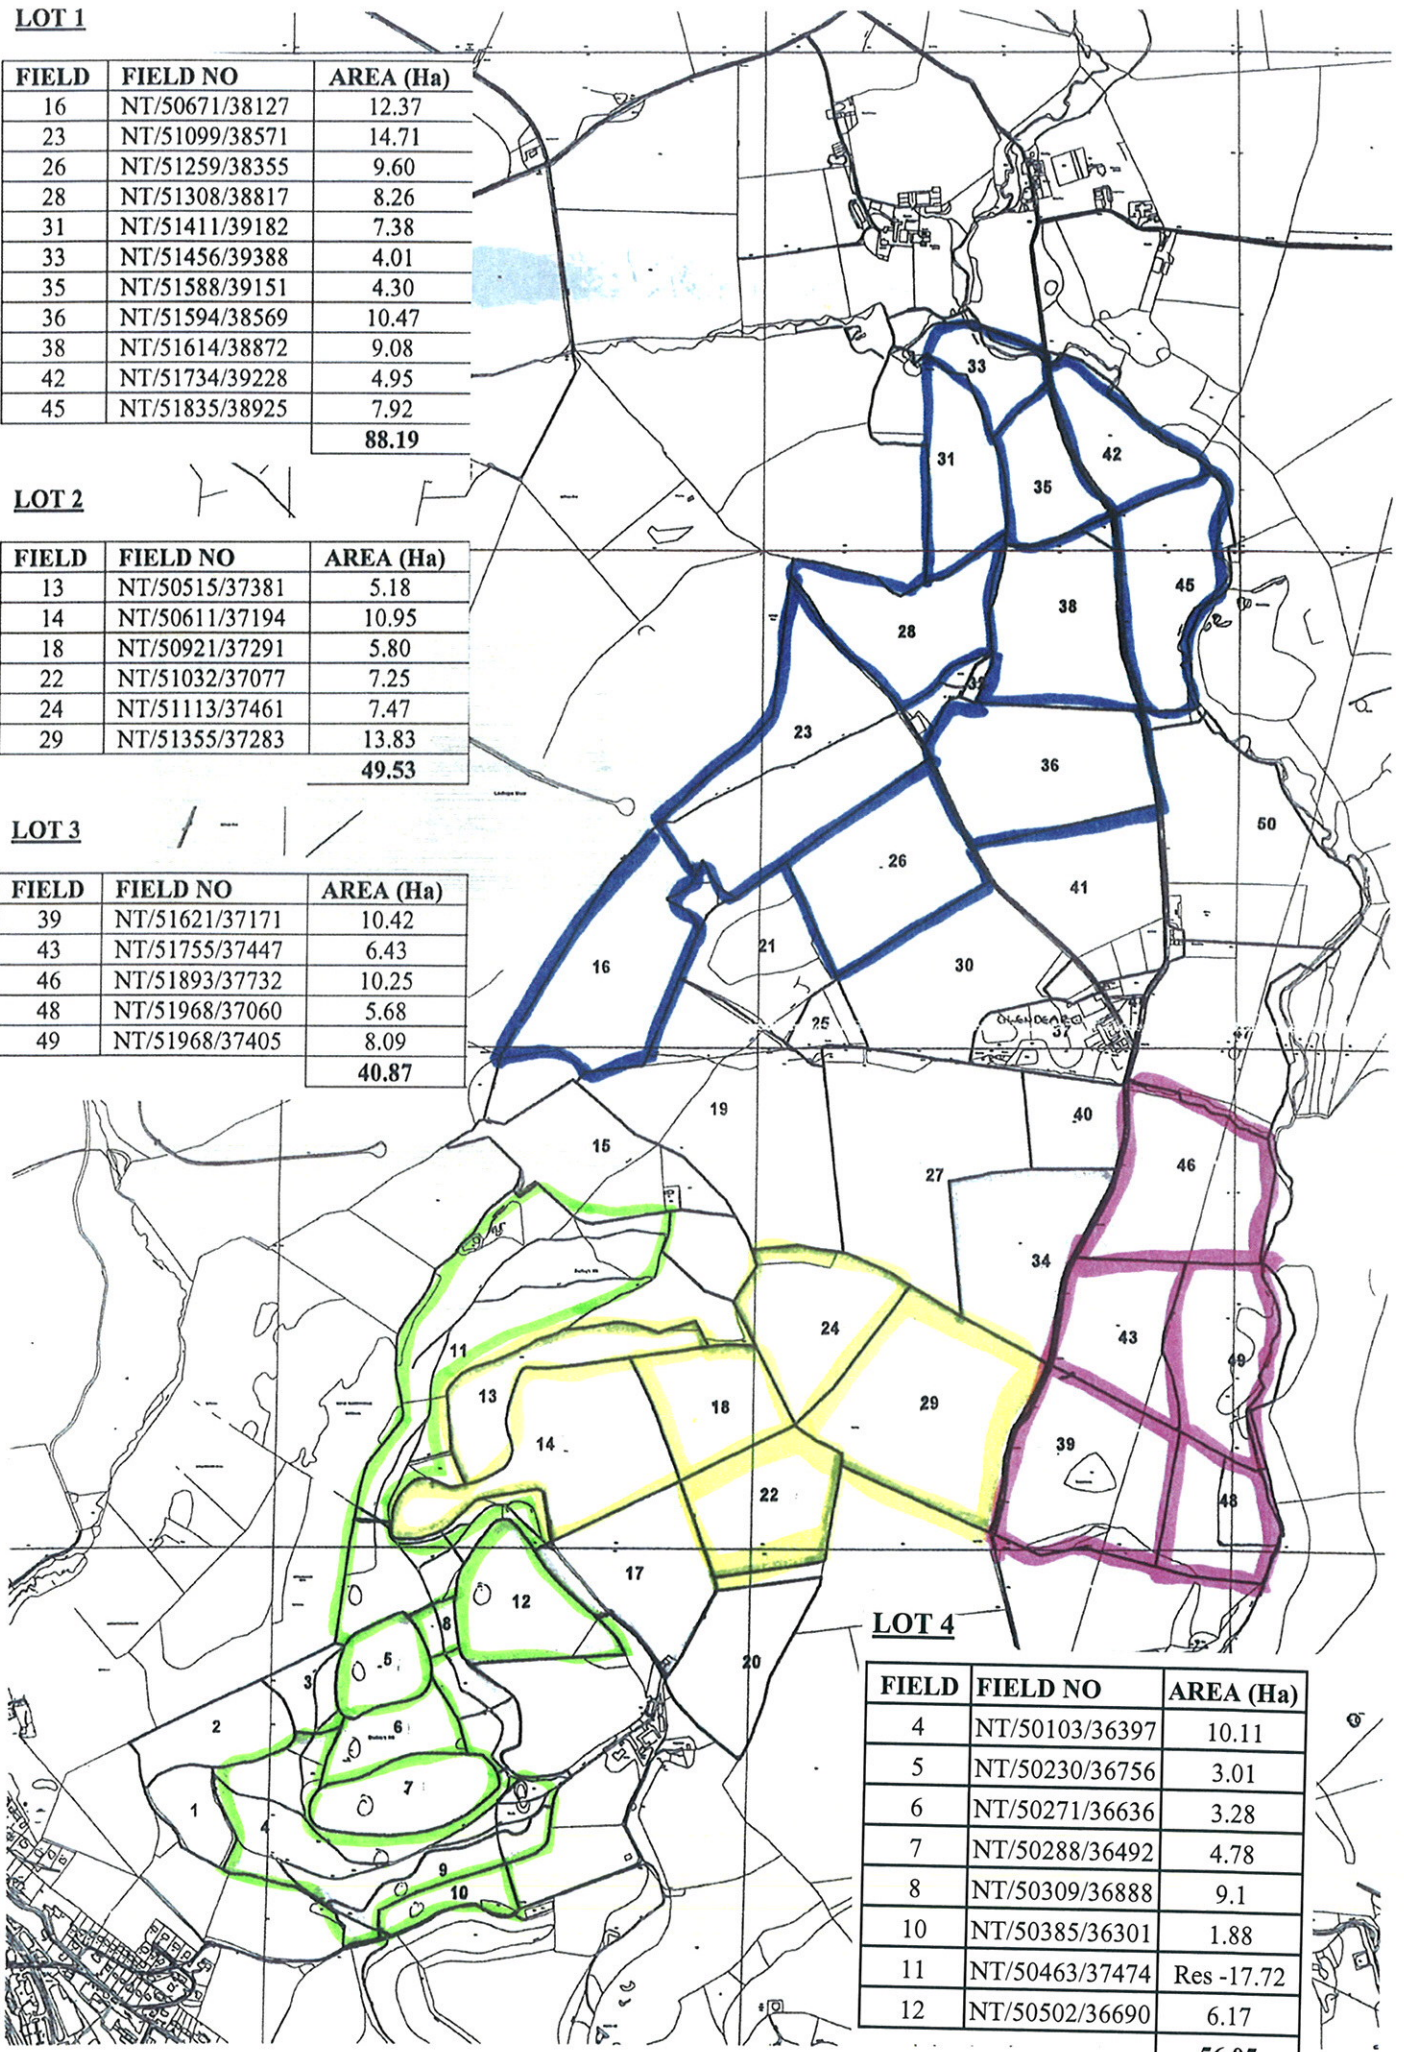 LOT 1
FIELD FIELD NO AREA (Ha)
16 NT/50671/38127 12.37
23 NT/51099/38571 14.71
26 NT/51259/38355 9.60
28 NT/51308/38817 8.26
31 NT/51411/39182 7.38
33 NT/51456/39388 4.01
35 NT/51588/39151 4.30
36 NT/51594/38569 10.47
38 NT/51614/38872 9.08
42 NT/51734/39228 4.95
45 NT/51835/38925 7.92
88.19
LOT 2
FIELD FIELD NO AREA (Ha)
13 NT/50515/37381 5.18
14 NT/50611/37194 10.95
18 NT/50921/37291 5.80
22 NT/51032/37077 7.25
24 NT/51113/37461 7.47
29 NT/51355/37283 13.83
49.53
LOT 3
FIELD FIELD NO AREA (Ha)
39 NT/51621/37171 10.42
43 NT/51755/37447 6.43
46 NT/51893/37732 10.25
48 NT/51968/37060 5.68
49 NT/51968/37405 8.09
40.87
33
31
42
35
45
38
28
32
23
36
50
26
41
21
16
30
25
37
47
19
40
15
46
27
34
24
43
11
49
13
18
29
14
39
22
48
17
12
8
5
20
3
2
6
7
1
4
9
10
LOT 4
FIELD FIELD NO AREA (Ha)
4 NT/50103/36397 10.11
5 NT/50230/36756 3.01
6 NT/50271/36636 3.28
7 NT/50288/36492 4.78
8 NT/50309/36888 9.1
10 NT/50385/36301 1.88
11 NT/50463/37474 Res -17.72
12 NT/50502/36690 6.17